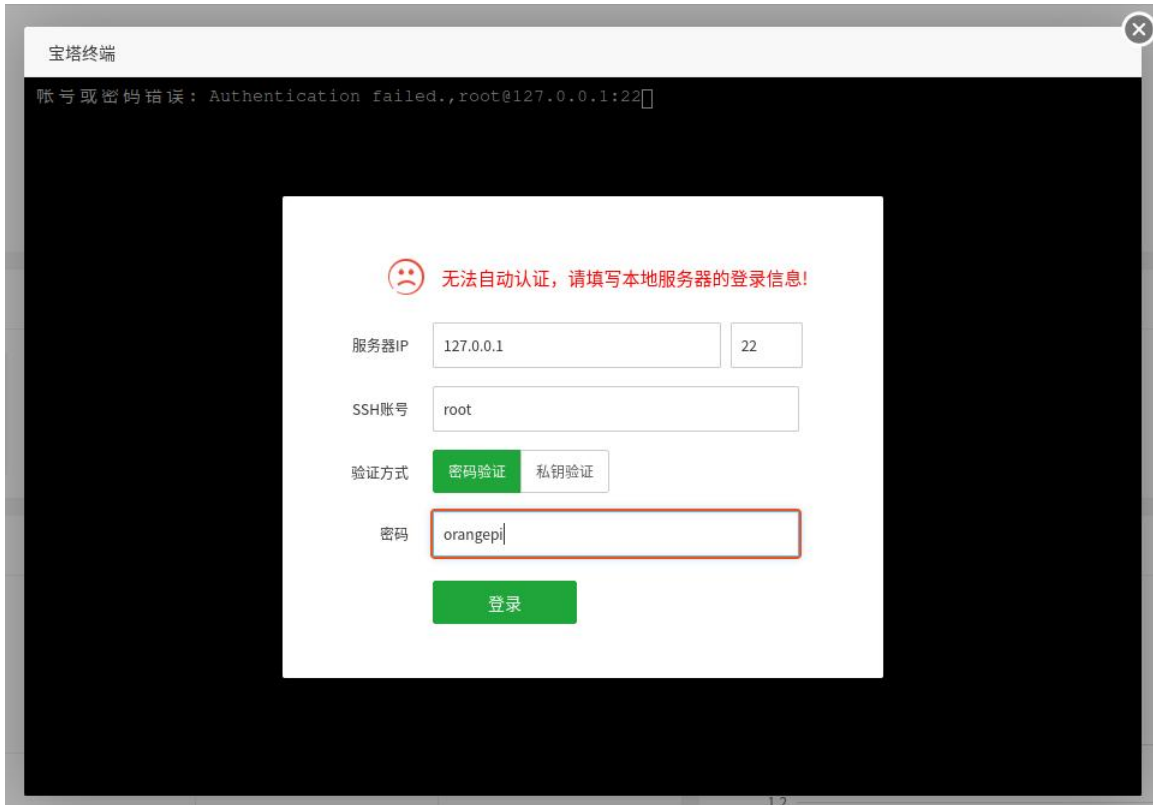 宝塔终端
账号或密码错误: Authentication failed.,root@127.0.0.1:22
无法自动认证，请填写本地服务器的登录信息!
服务器IP 127.0.0.1 22
SSH账号 root
验证方式 密码验证 私钥验证
密码 orangepi
登录